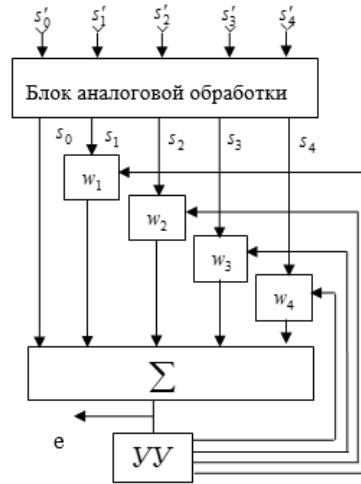 s′₀ s′₁ s′₂ s′₃ s′₄
Блок аналоговой обработки
s₀ s₁ s₂ s₃ s₄
w₁
w₂
w₃
w₄
Σ
e
УУ